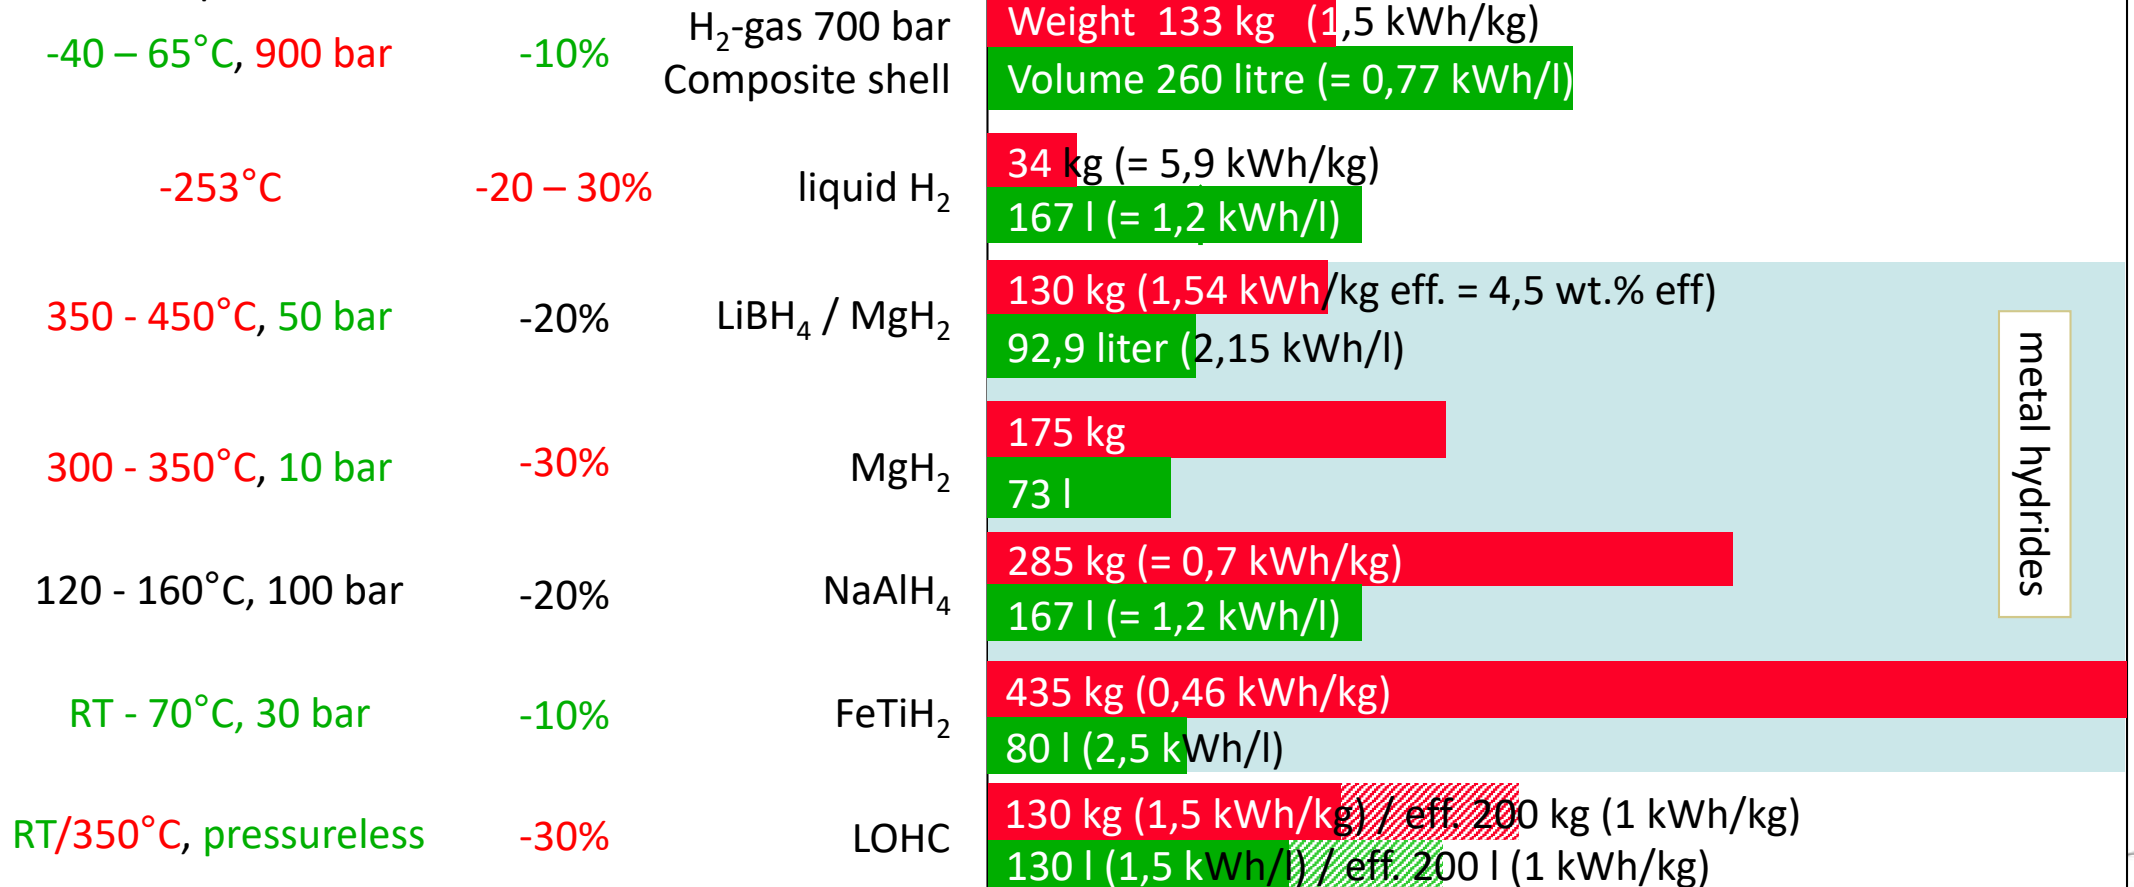 -40 – 65°C, 900 bar
-10%
H₂-gas 700 bar
Composite shell
Weight 133 kg (1,5 kWh/kg)
Volume 260 litre (= 0,77 kWh/l)
-253°C
-20 – 30%
liquid H₂
34 kg (= 5,9 kWh/kg)
167 l (= 1,2 kWh/l)
350 - 450°C, 50 bar
-20%
LiBH₄ / MgH₂
130 kg (1,54 kWh/kg eff. = 4,5 wt.% eff)
92,9 liter (2,15 kWh/l)
300 - 350°C, 10 bar
-30%
MgH₂
175 kg
73 l
metal hydrides
120 - 160°C, 100 bar
-20%
NaAlH₄
285 kg (= 0,7 kWh/kg)
167 l (= 1,2 kWh/l)
RT - 70°C, 30 bar
-10%
FeTiH₂
435 kg (0,46 kWh/kg)
80 l (2,5 kWh/l)
RT/350°C, pressureless
-30%
LOHC
130 kg (1,5 kWh/kg) / eff. 200 kg (1 kWh/kg)
130 l (1,5 kWh/l) / eff. 200 l (1 kWh/kg)